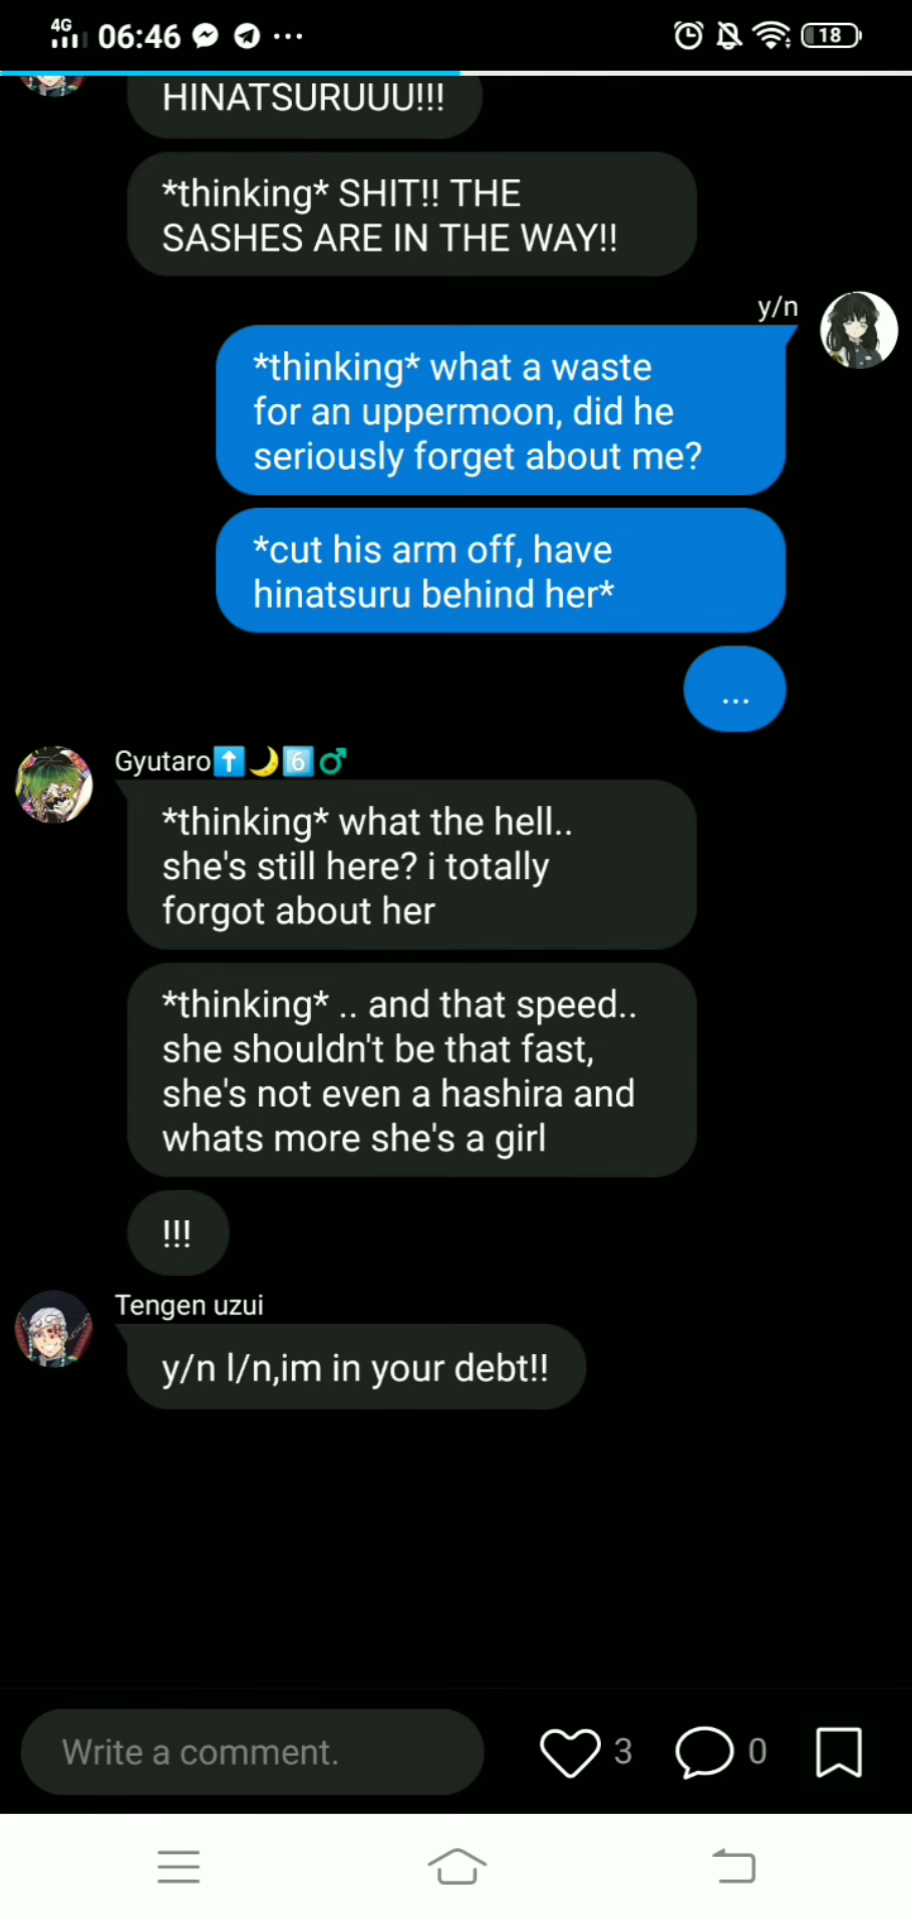 4G 06:46 ... 18
HINATSURUUU!!!
*thinking* SHIT!! THE
SASHES ARE IN THE WAY!!
y/n
*thinking* what a waste
for an uppermoon, did he
seriously forget about me?
*cut his arm off, have
hinatsuru behind her*
...
Gyutaro⬆️🌙6️⃣♂
*thinking* what the hell..
she's still here? i totally
forgot about her
*thinking* .. and that speed..
she shouldn't be that fast,
she's not even a hashira and
whats more she's a girl
!!!
Tengen uzui
y/n l/n,im in your debt!!
Write a comment.
3
0